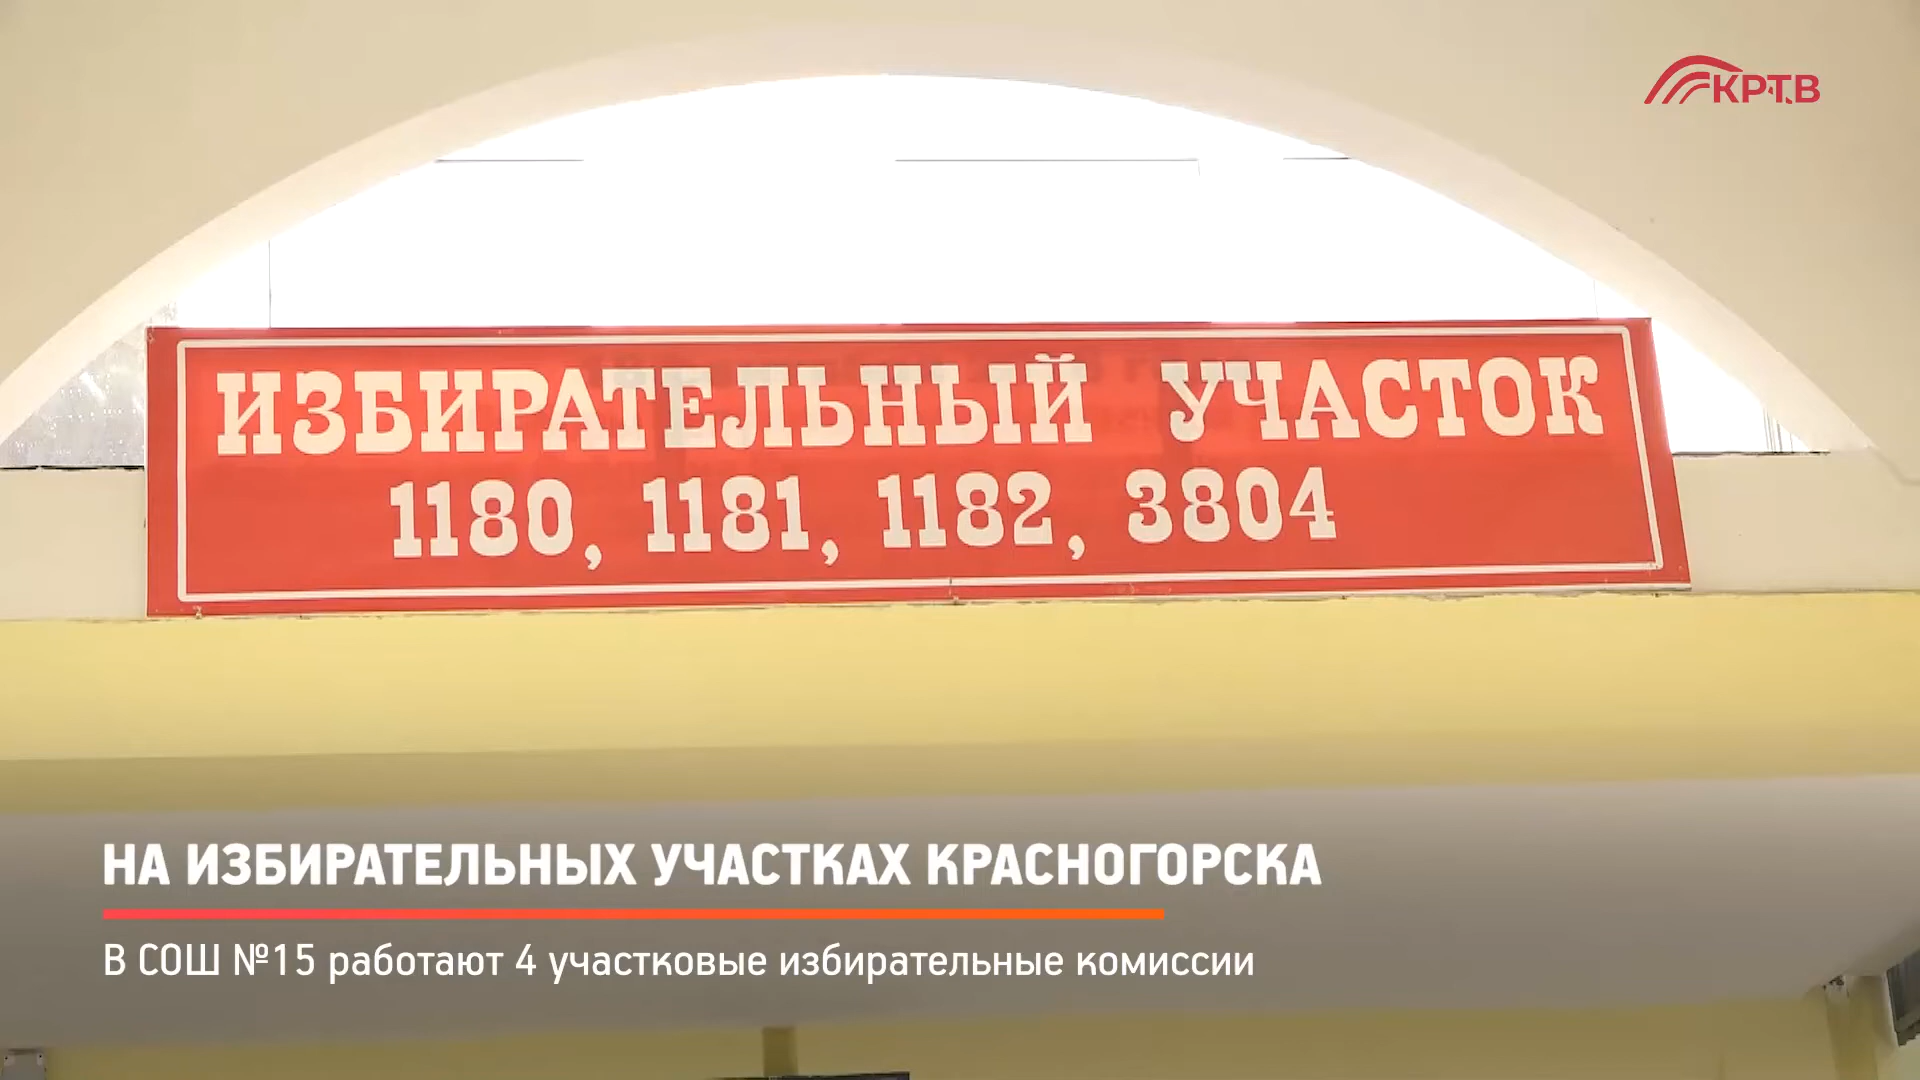 КРТВ
ИЗБИРАТЕЛЬНЫЙ УЧАСТОК
1180, 1181, 1182, 3804
НА ИЗБИРАТЕЛЬНЫХ УЧАСТКАХ КРАСНОГОРСКА
В СОШ №15 работают 4 участковые избирательные комиссии